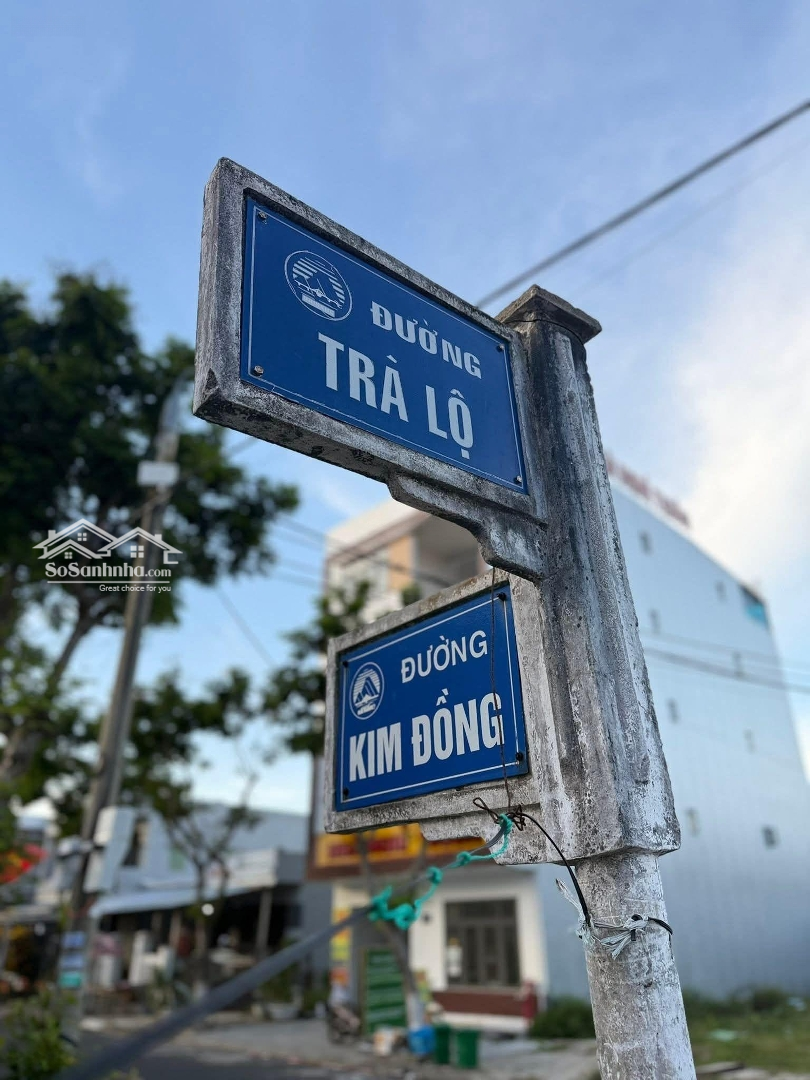 ĐƯỜNG
TRÀ LỘ
SoSanhnha.com
Great choice for you
ĐƯỜNG
KIM ĐỒNG